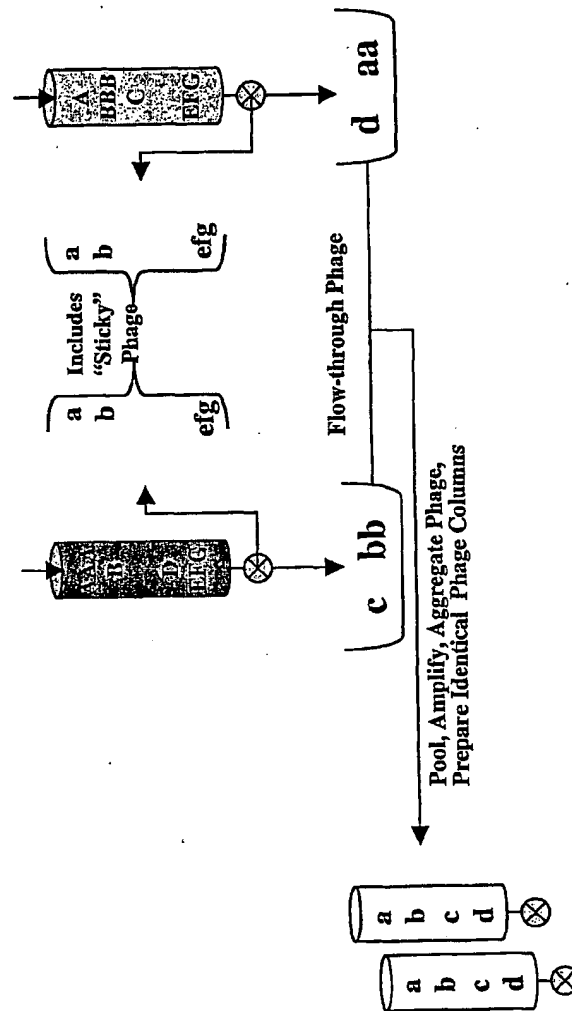 AAA
B
D
EFG
a
b
efg
Includes
"Sticky"
Phage
a
b
efg
A
BBB
C
EFG
c bb
Flow-through Phage
d aa
Pool, Amplify, Aggregate Phage,
Prepare Identical Phage Columns
a
b
c
d
a
b
c
d